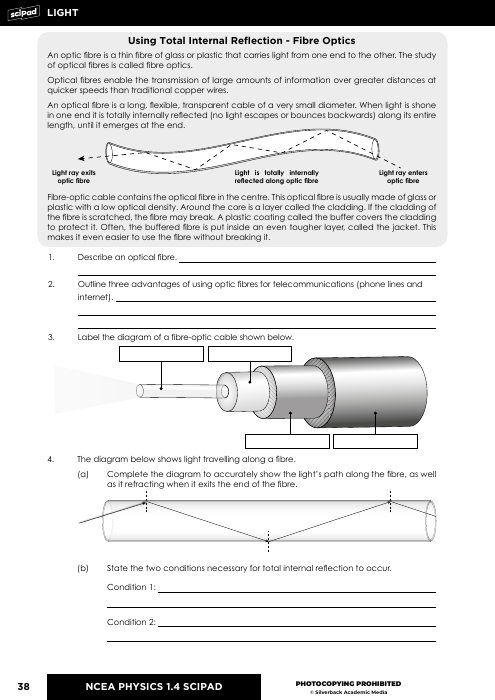 scipad LIGHT
Using Total Internal Reflection - Fibre Optics
An optic fibre is a thin fibre of glass or plastic that carries light from one end to the other. The study
of optical fibres is called fibre optics.
Optical fibres enable the transmission of large amounts of information over greater distances at
quicker speeds than traditional copper wires.
An optical fibre is a long, flexible, transparent cable of a very small diameter. When light is shone
in one end it is totally internally reflected (no light escapes or bounces backwards) along its entire
length, until it emerges at the end.
Light ray exits
optic fibre
Light is totally internally
reflected along optic fibre
Light ray enters
optic fibre
Fibre-optic cable contains the optical fibre in the centre. This optical fibre is usually made of glass or
plastic with a low optical density. Around the core is a layer called the cladding. If the cladding of
the fibre is scratched, the fibre may break. A plastic coating called the buffer covers the cladding
to protect it. Often, the buffered fibre is put inside an even tougher layer, called the jacket. This
makes it even easier to use the fibre without breaking it.
1. Describe an optical fibre.
2. Outline three advantages of using optic fibres for telecommunications (phone lines and
internet).
3. Label the diagram of a fibre-optic cable shown below.
4. The diagram below shows light travelling along a fibre.
(a) Complete the diagram to accurately show the light's path along the fibre, as well
as it refracting when it exits the end of the fibre.
(b) State the two conditions necessary for total internal reflection to occur.
Condition 1:
Condition 2:
38 NCEA PHYSICS 1.4 SCIPAD
PHOTOCOPYING PROHIBITED
© Silverback Academic Media